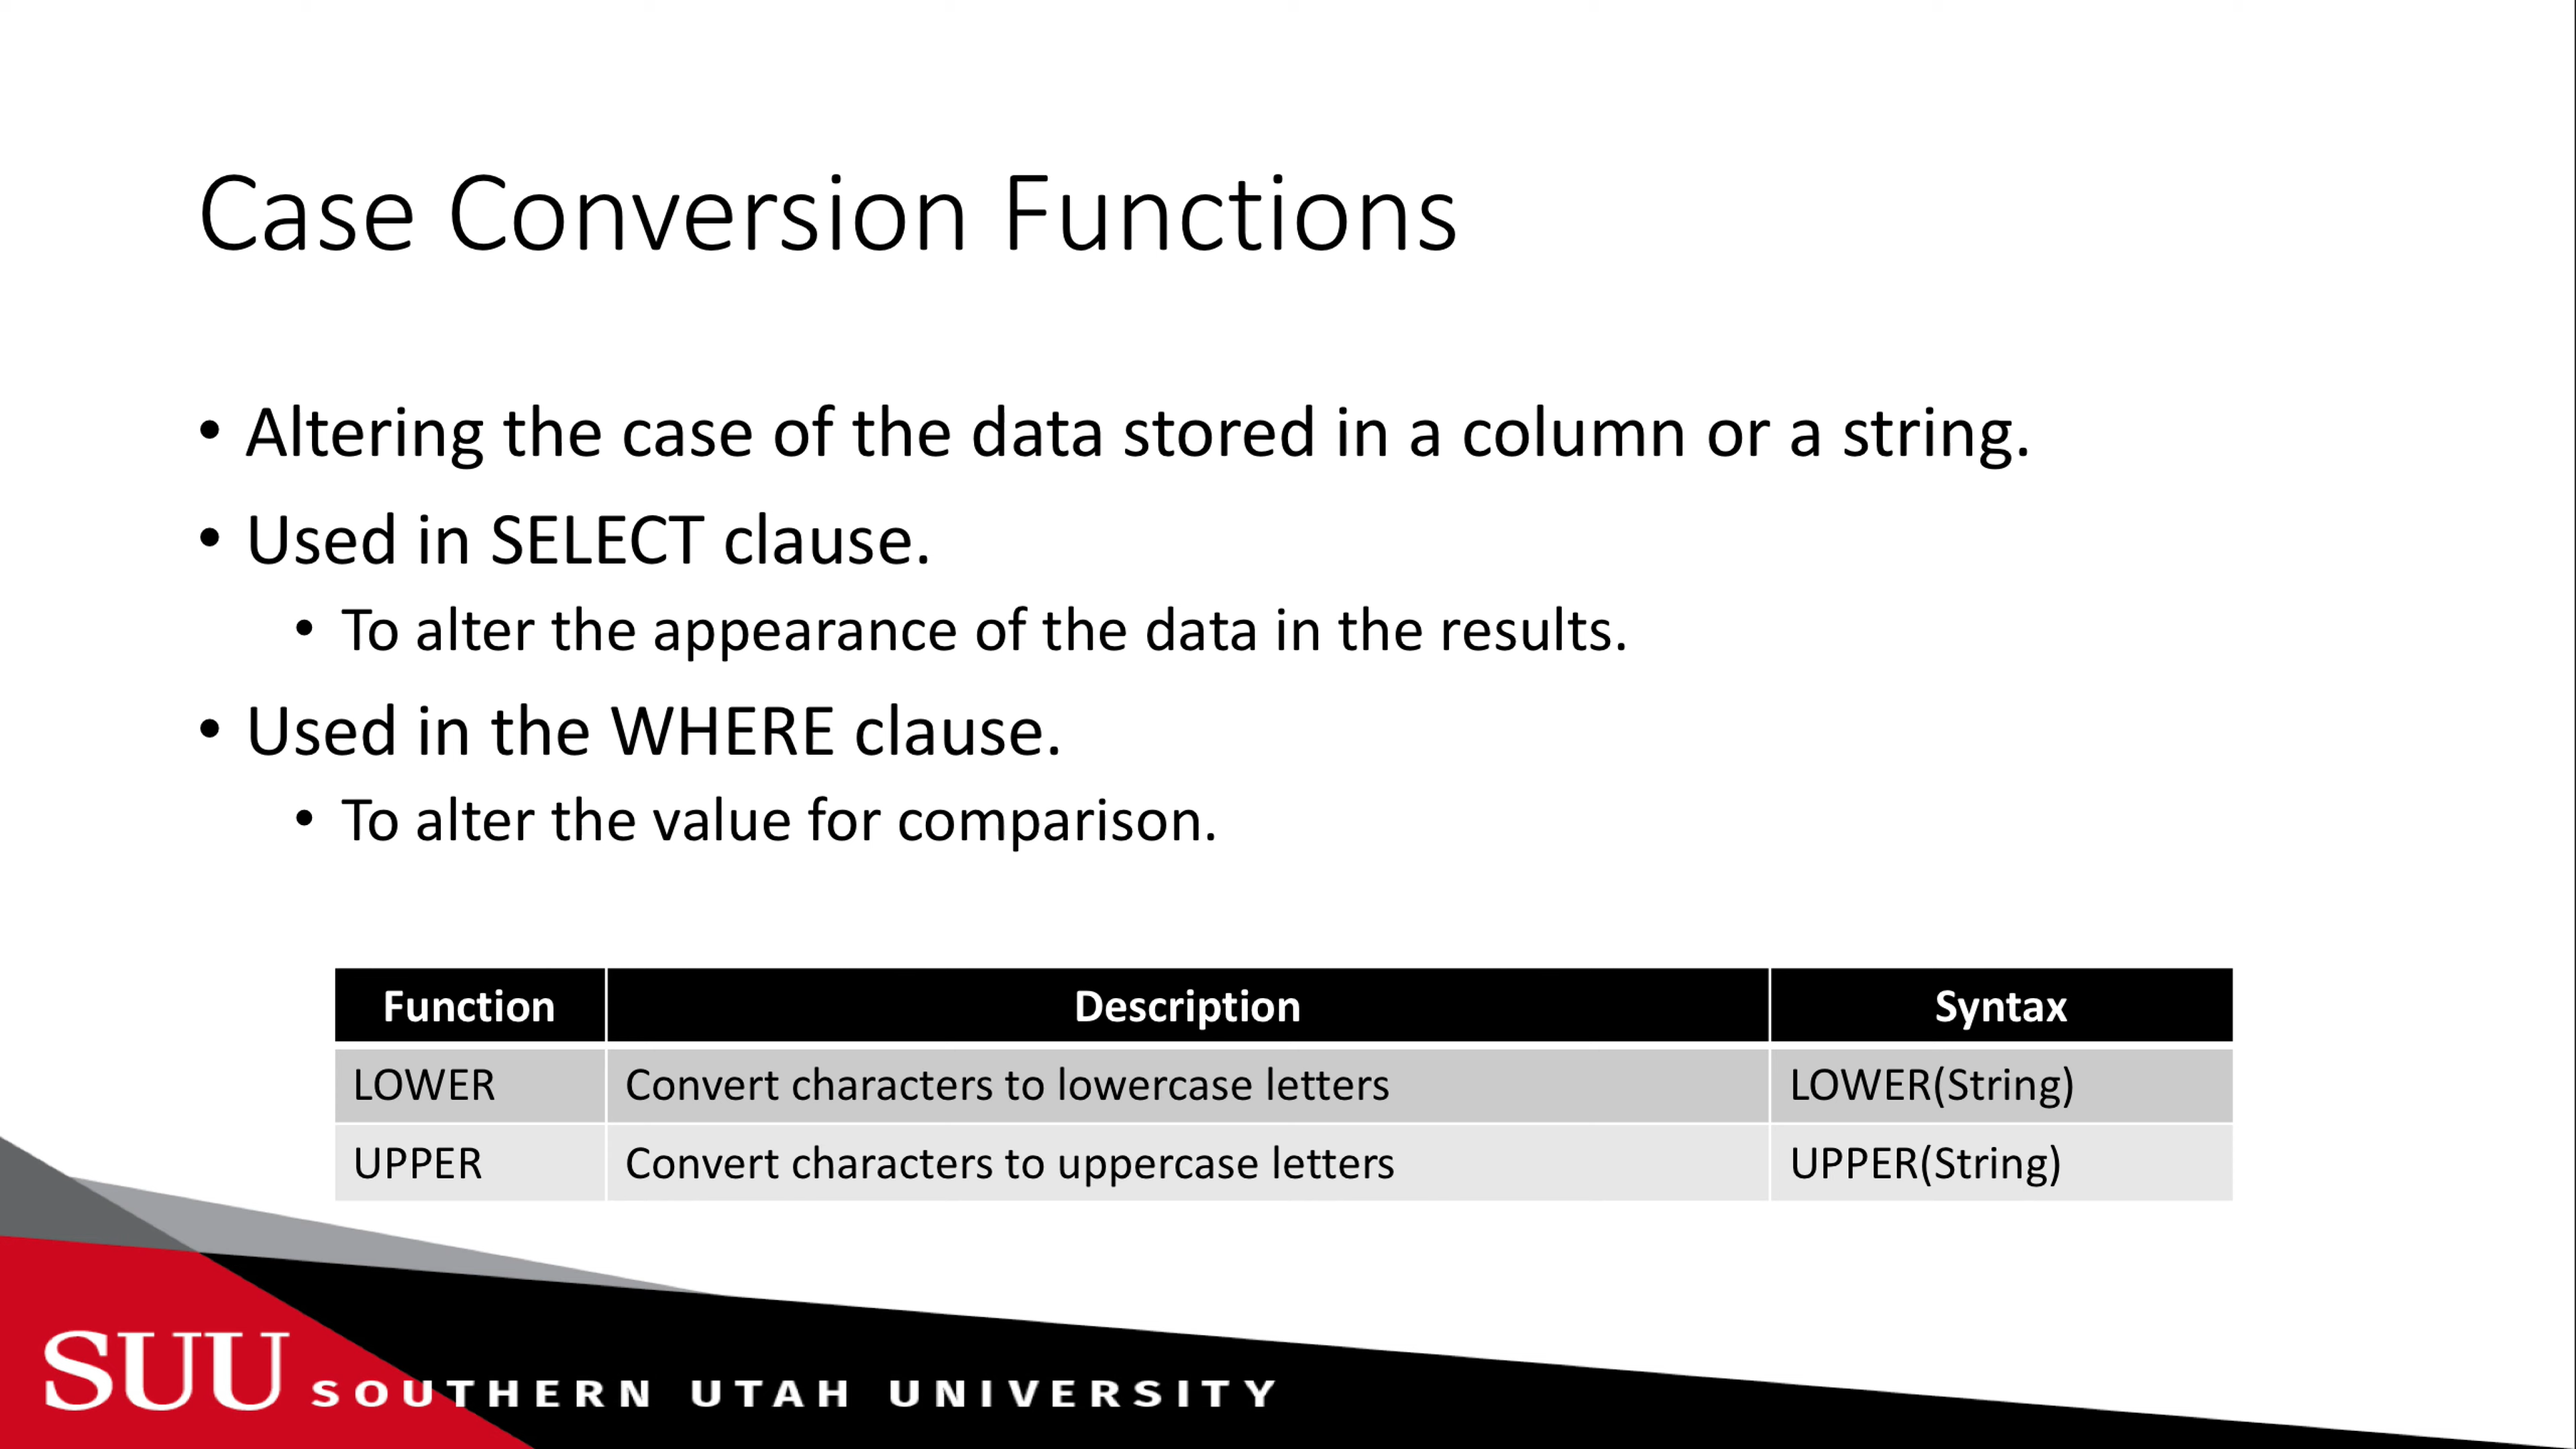 Case Conversion Functions
• Altering the case of the data stored in a column or a string.
• Used in SELECT clause.
• To alter the appearance of the data in the results.
• Used in the WHERE clause.
• To alter the value for comparison.
Function Description Syntax
LOWER Convert characters to lowercase letters LOWER(String)
UPPER Convert characters to uppercase letters UPPER(String)
SUU SOUTHERN UTAH UNIVERSITY